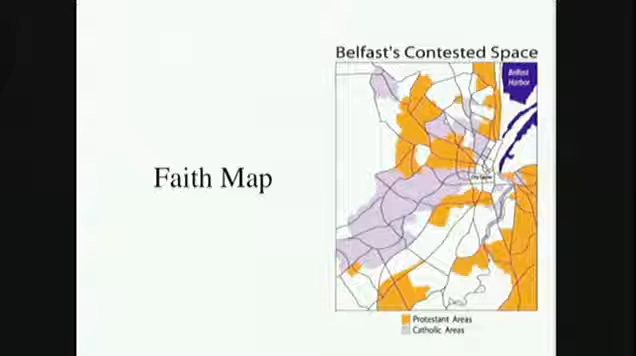 Belfast's Contested Space
Belfast
Harbor
Faith Map
Protestant Areas
Catholic Areas